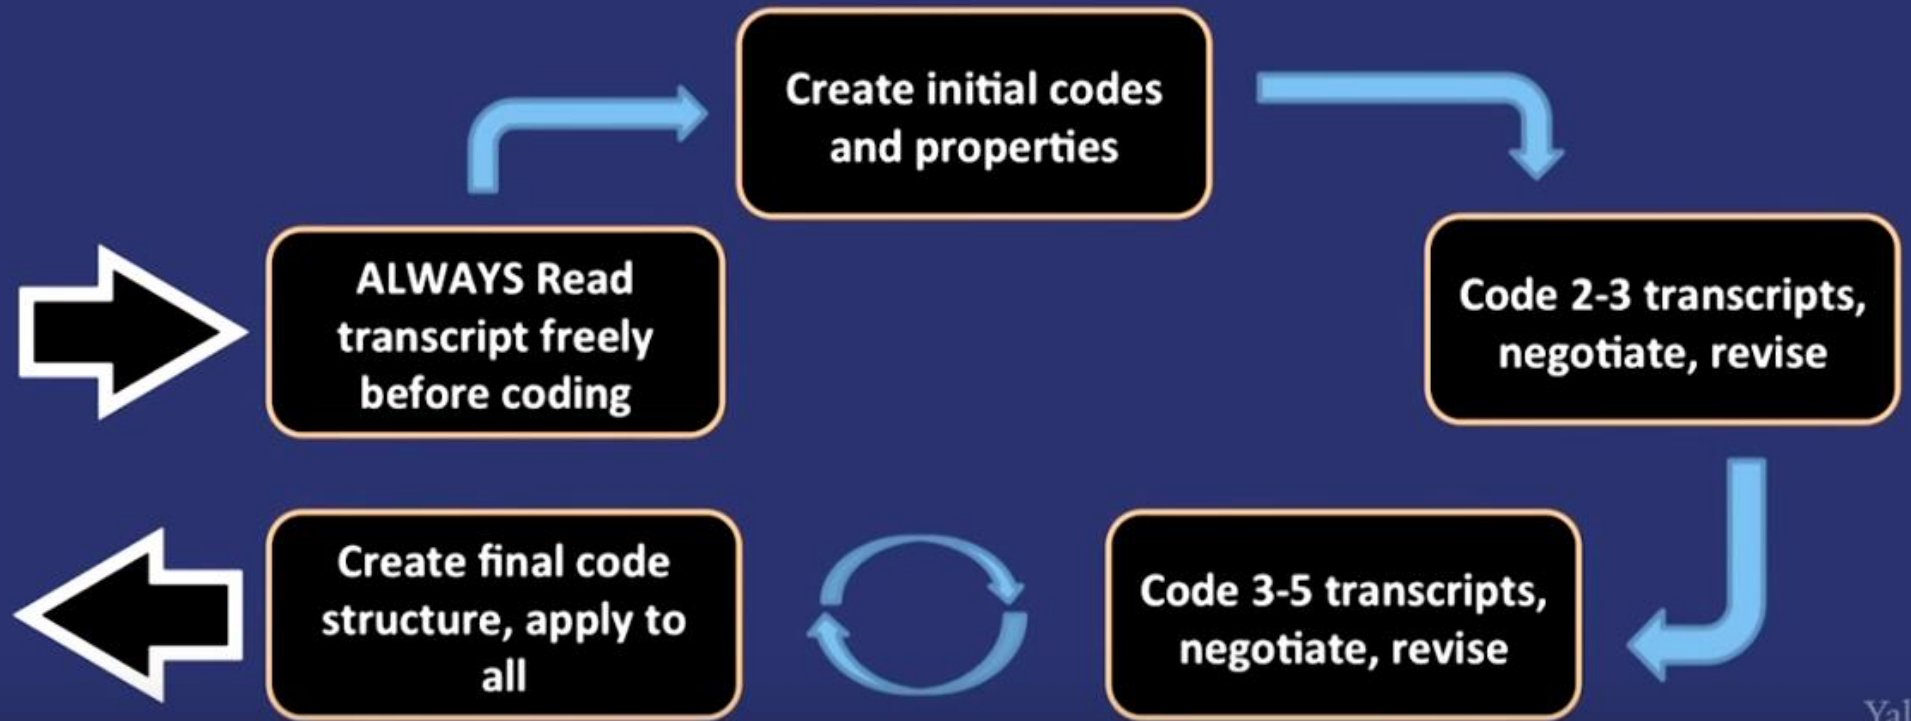 Create initial codes
and properties
ALWAYS Read
transcript freely
before coding
Code 2-3 transcripts,
negotiate, revise
Create final code
structure, apply to
all
Code 3-5 transcripts,
negotiate, revise